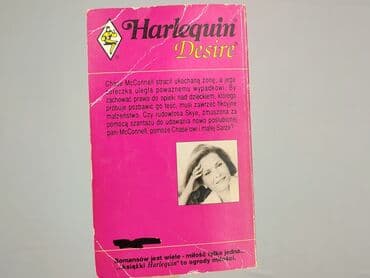 Harlequin®
Desire
Chase McConnell stracił ukochaną żonę, a jego
córeczka uległa poważnemu wypadkowi. By
zachować prawo do opieki nad dzieckiem, którego
próbuje pozbawić go teść, musi zawrzeć fikcyjne
małżeństwo. Czy rudowłosa Skye, zmuszona za
pomocą szantażu do udawania nowo poślubionej
pani McConnell, pomoże Chase'owi i małej Sarze?
Romansów jest wiele - miłość tylko jedna...
...książki Harlequin® to ogrody miłości.